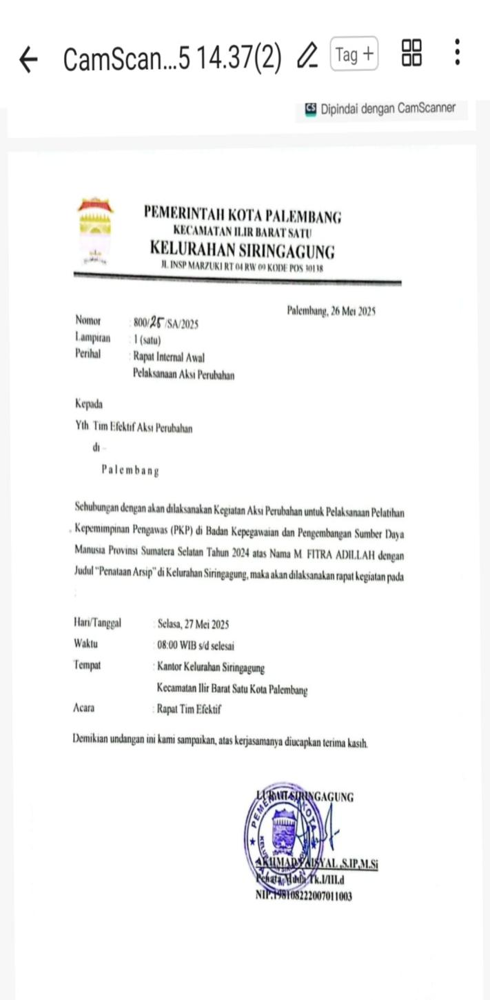 CamScan...5 14.37(2)
Tag +
CS Dipindai dengan CamScanner
PEMERINTAH KOTA PALEMBANG
KECAMATAN ILIR BARAT SATU
KELURAHAN SIRINGAGUNG
JL. INSP MARZUKI RT 04 RW 09 KODE POS 30138
Palembang, 26 Mei 2025
Nomor : 800/25/SA/2025
Lampiran : 1 (satu)
Perihal : Rapat Internal Awal
Pelaksanaan Aksi Perubahan
Kepada
Yth Tim Efektif Aksi Perubahan
di -
Palembang
Sehubungan dengan akan dilaksanakan Kegiatan Aksi Perubahan untuk Pelaksanaan Pelatihan
Kepemimpinan Pengawas (PKP) di Badan Kepegawaian dan Pengembangan Sumber Daya
Manusia Provinsi Sumatera Selatan Tahun 2024 atas Nama M. FITRA ADILLAH dengan
Judul "Penataan Arsip" di Kelurahan Siringagung, maka akan dilaksanakan rapat kegiatan pada
:
Hari/Tanggal : Selasa, 27 Mei 2025
Waktu : 08:00 WIB s/d selesai
Tempat : Kantor Kelurahan Siringagung
Kecamatan Ilir Barat Satu Kota Palembang
Acara : Rapat Tim Efektif
Demikian undangan ini kami sampaikan, atas kerjasamanya diucapkan terima kasih.
LURAH SIRINGAGUNG
PEMERINTAH KOTA
AKHMAD FAISYAL ,S.IP,M.Si
Penata Muda Tk.I/III.d
NIP.198108222007011003